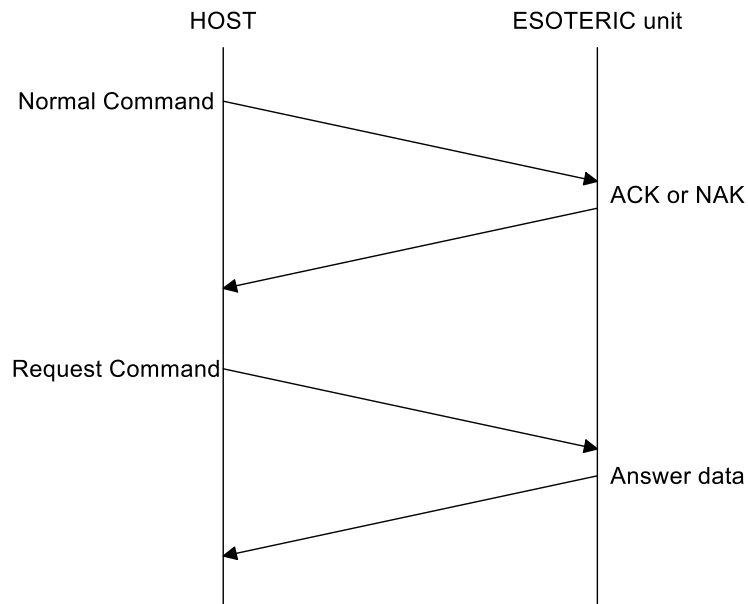 HOST
ESOTERIC unit
Normal Command
ACK or NAK
Request Command
Answer data